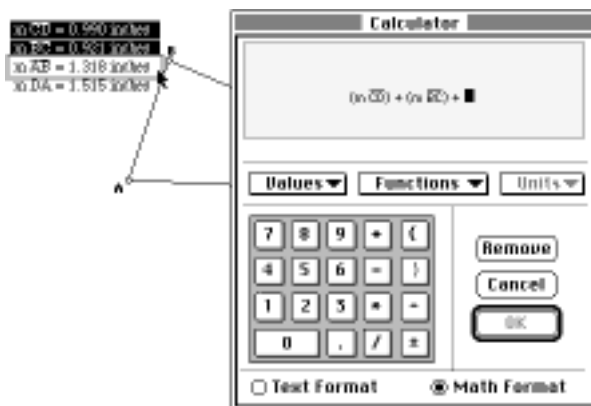 m CD = 0.990 inches
m BC = 0.921 inches
m AB = 1.318 inches
m DA = 1.515 inches
B
A
Calculator
(m CD) + (m BC) +
Values Functions Units
7 8 9 + (
4 5 6 - )
1 2 3 * ^
0 . / ±
Remove
Cancel
OK
Text Format Math Format